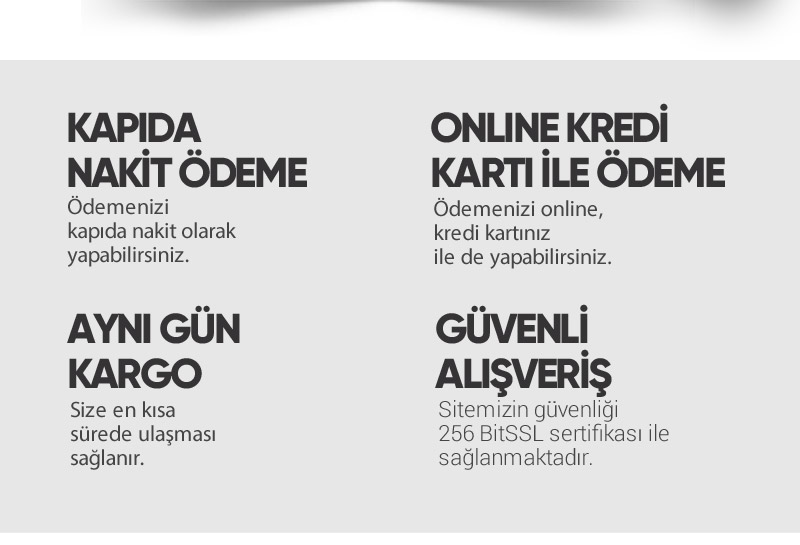 KAPIDA
NAKİT ÖDEME
Ödemenizi
kapıda nakit olarak
yapabilirsiniz.
ONLINE KREDİ
KARTI İLE ÖDEME
Ödemenizi online,
kredi kartınız
ile de yapabilirsiniz.
AYNI GÜN
KARGO
Size en kısa
sürede ulaşması
sağlanır.
GÜVENLİ
ALIŞVERİŞ
Sitemizin güvenliği
256 BitSSL sertifikası ile
sağlanmaktadır.